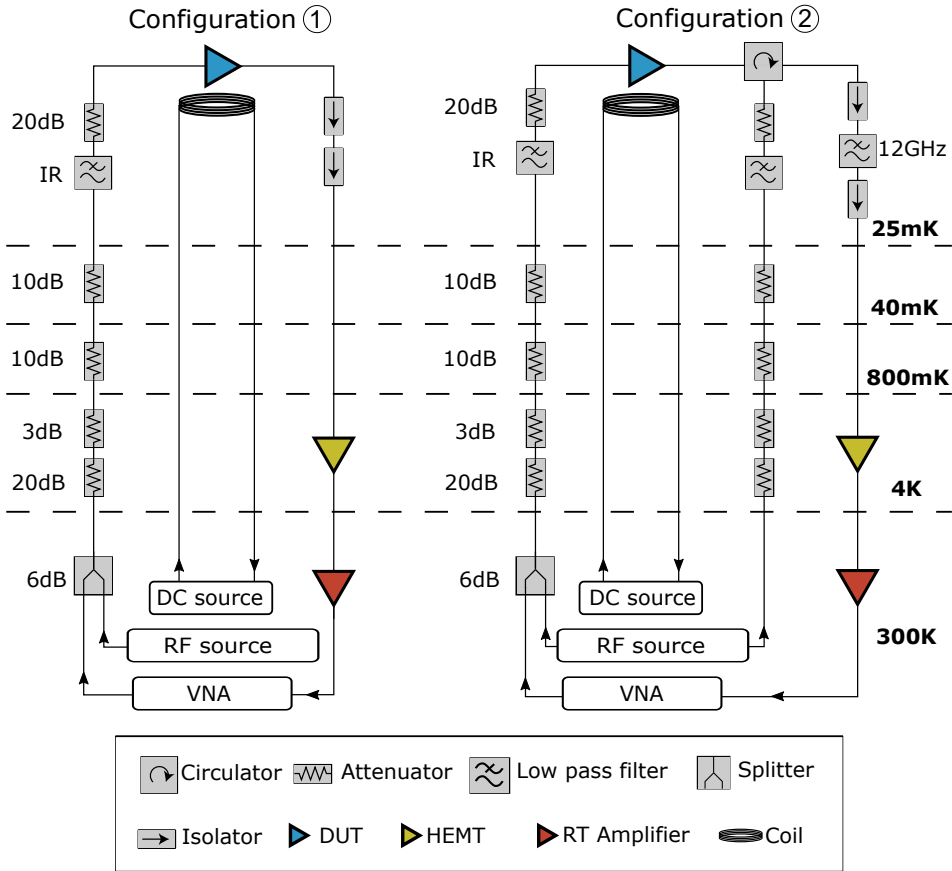 Configuration 1
Configuration 2
20dB
IR
10dB
10dB
3dB
20dB
6dB
DC source
RF source
VNA
20dB
IR
12GHz
25mK
10dB
40mK
10dB
800mK
3dB
20dB
4K
6dB
DC source
RF source
300K
VNA
Circulator
Attenuator
Low pass filter
Splitter
Isolator
DUT
HEMT
RT Amplifier
Coil